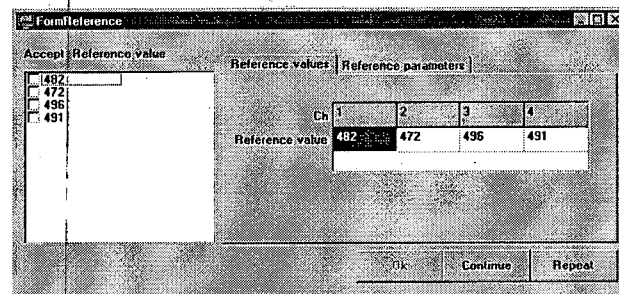 FormReference
Accept Reference value
482
472
496
491
Reference values Reference parameters
Ch 1 2 3 4
Reference value 482 472 496 491
Ok Continue Repeat